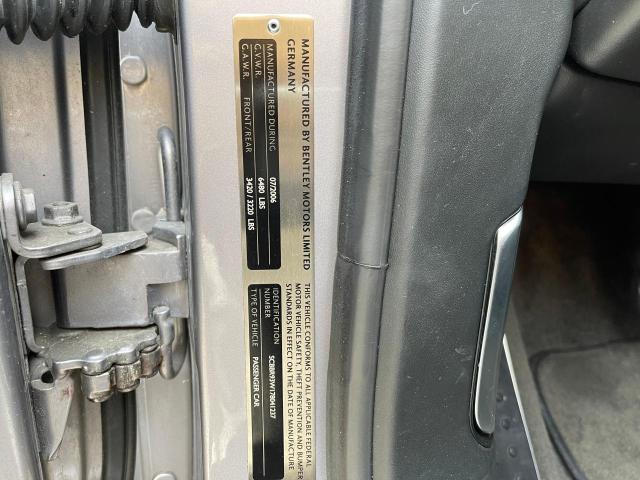 MANUFACTURED BY BENTLEY MOTORS LIMITED
GERMANY
MANUFACTURED DURING 07/2006
G.V.W.R. 6480 LBS
G.A.W.R. FRONT/REAR 3420 / 3220 LBS
THIS VEHICLE CONFORMS TO ALL APPLICABLE FEDERAL
MOTOR VEHICLE SAFETY, THEFT PREVENTION AND BUMPER
STANDARDS IN EFFECT ON THE DATE OF MANUFACTURE
IDENTIFICATION
NUMBER SCBBR93W178041237
TYPE OF VEHICLE PASSENGER CAR